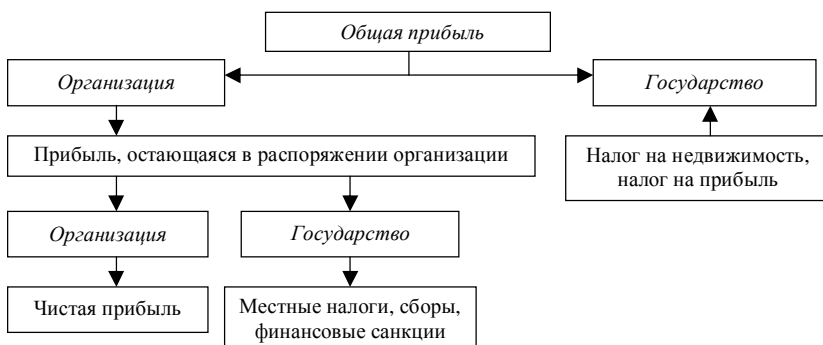 Общая прибыль
Организация
Государство
Прибыль, остающаяся в распоряжении организации
Налог на недвижимость,
налог на прибыль
Организация
Государство
Чистая прибыль
Местные налоги, сборы,
финансовые санкции